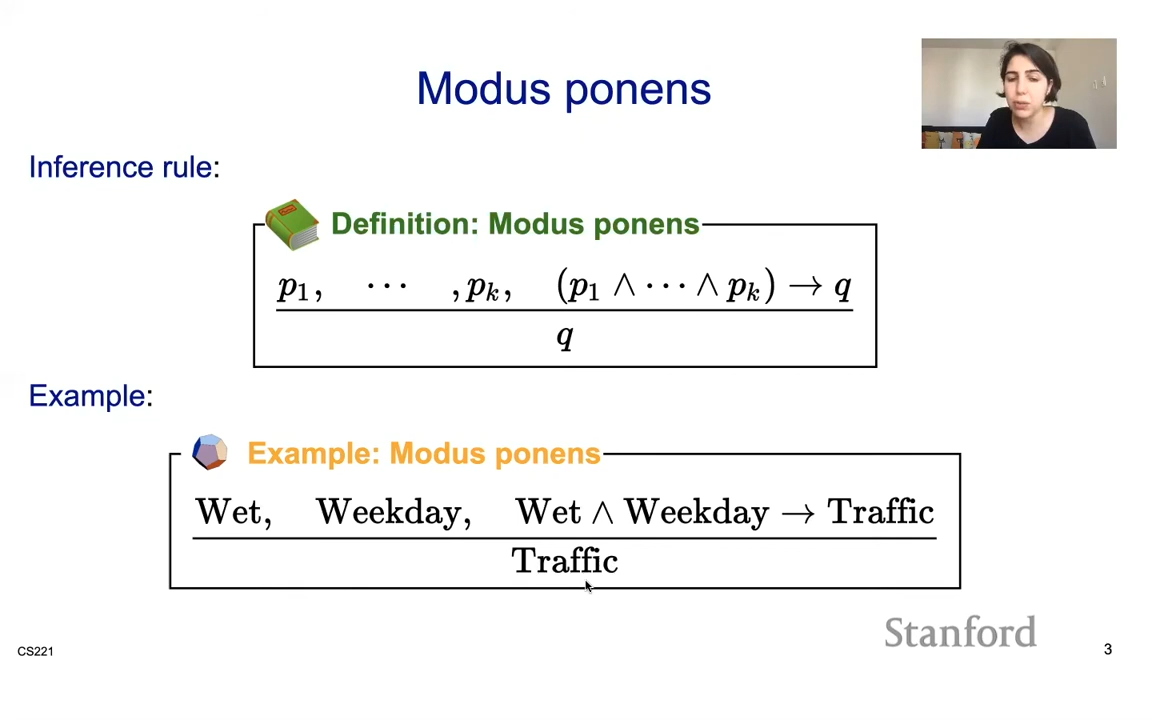 Modus ponens
Inference rule:
Definition: Modus ponens
p₁, ⋯ , pₖ, (p₁ ∧ ⋯ ∧ pₖ) → q
q
Example:
Example: Modus ponens
Wet, Weekday, Wet ∧ Weekday → Traffic
Traffic
Stanford
CS221
3